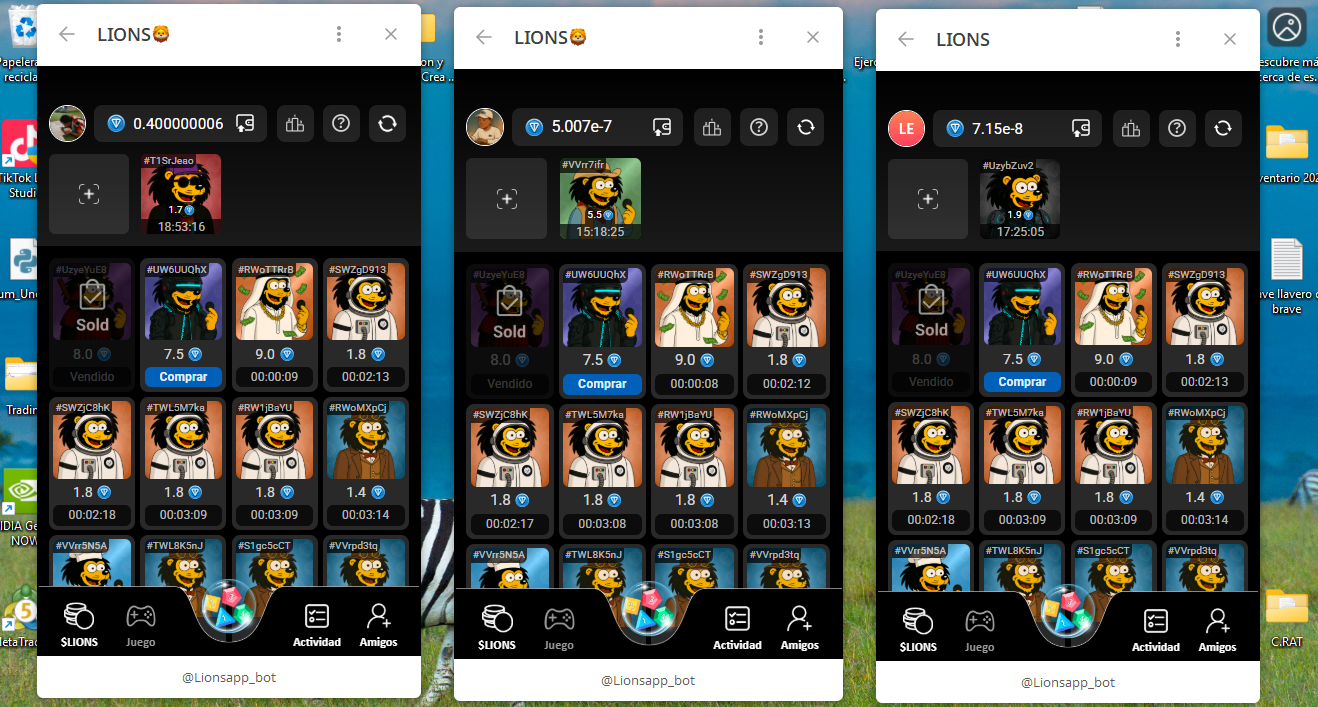 Papelera
recicla
TikTok L
Studi
um_Und
Tradin
IDIA Ge
NOW
MetaTrad
LIONS🦁
0.400000006
#T1SrJeao
1.7
18:53:16
#UzyeYuE8 #UW6UUQhX #RWoTTRrB #SWZgD913
Sold
8.0 7.5 9.0 1.8
Vendido Comprar 00:00:09 00:02:13
#SWZjC8hK #TWL5M7ka #RW1jBaYU #RWoMXpCj
1.8 1.8 1.8 1.4
00:02:18 00:03:09 00:03:09 00:03:14
#VVrr5N5A #TWL8K5nJ #S1gc5cCT #VVrpd3tq
$LIONS Juego Actividad Amigos
@Lionsapp_bot
on y
Crea ...
LIONS🦁
5.007e-7
#VVrr7ifr
5.5
15:18:25
#UzyeYuE8 #UW6UUQhX #RWoTTRrB #SWZgD913
Sold
8.0 7.5 9.0 1.8
Vendido Comprar 00:00:08 00:02:12
#SWZjC8hK #TWL5M7ka #RW1jBaYU #RWoMXpCj
1.8 1.8 1.8 1.4
00:02:17 00:03:08 00:03:08 00:03:13
#VVrr5N5A #TWL8K5nJ #S1gc5cCT #VVrpd3tq
$LIONS Juego Actividad Amigos
@Lionsapp_bot
Ejerc
LIONS
LE
7.15e-8
#UzybZuv2
1.9
17:25:05
#UzyeYuE8 #UW6UUQhX #RWoTTRrB #SWZgD913
Sold
8.0 7.5 9.0 1.8
Vendido Comprar 00:00:09 00:02:13
#SWZjC8hK #TWL5M7ka #RW1jBaYU #RWoMXpCj
1.8 1.8 1.8 1.4
00:02:18 00:03:09 00:03:09 00:03:14
#VVrr5N5A #TWL8K5nJ #S1gc5cCT #VVrpd3tq
$LIONS Juego Actividad Amigos
@Lionsapp_bot
escubre má
cerca de es...
ventario 202
ave llavero d
brave
C.RAT